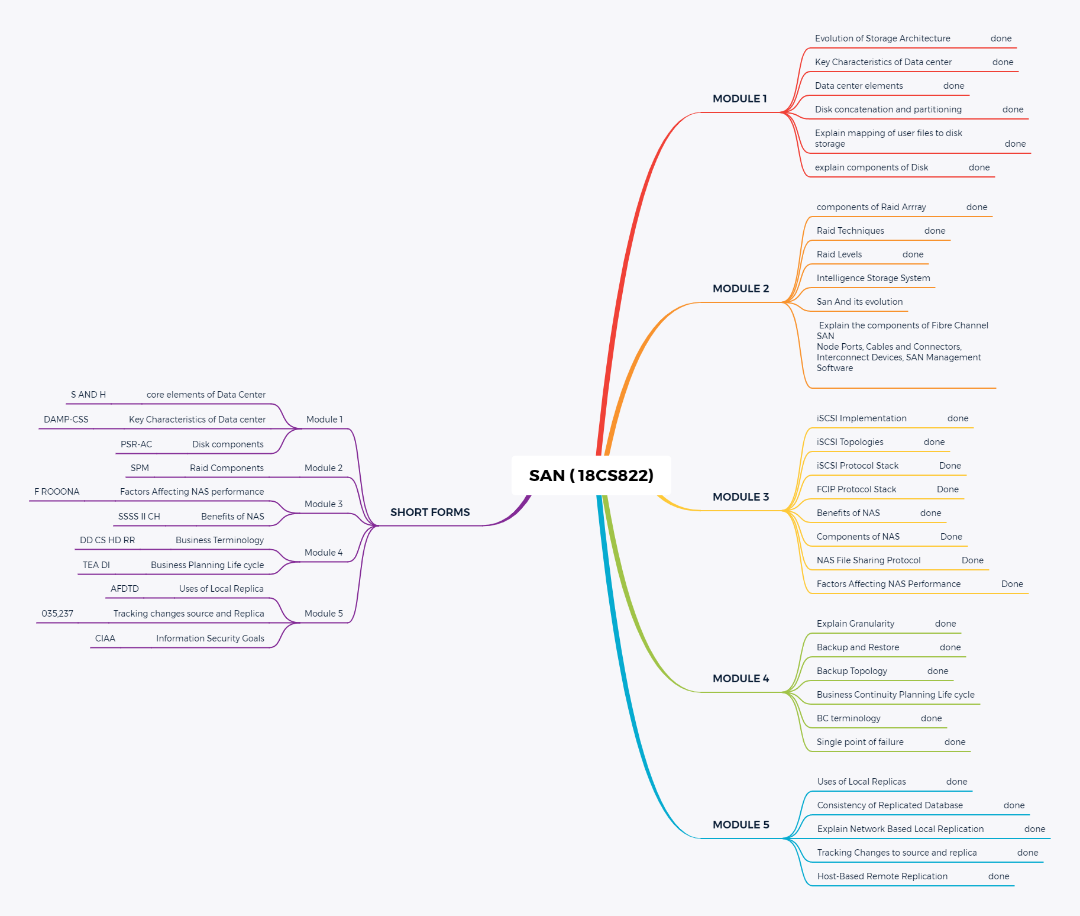 SAN (18CS822)
MODULE 1
Evolution of Storage Architecture done
Key Characteristics of Data center done
Data center elements done
Disk concatenation and partitioning done
Explain mapping of user files to disk
storage done
explain components of Disk done
MODULE 2
components of Raid Arrray done
Raid Techniques done
Raid Levels done
Intelligence Storage System
San And its evolution
Explain the components of Fibre Channel
SAN
Node Ports, Cables and Connectors,
Interconnect Devices, SAN Management
Software
MODULE 3
iSCSI Implementation done
iSCSI Topologies done
iSCSI Protocol Stack Done
FCIP Protocol Stack Done
Benefits of NAS done
Components of NAS Done
NAS File Sharing Protocol Done
Factors Affecting NAS Performance Done
MODULE 4
Explain Granularity done
Backup and Restore done
Backup Topology done
Business Continuity Planning Life cycle
BC terminology done
Single point of failure done
MODULE 5
Uses of Local Replicas done
Consistency of Replicated Database done
Explain Network Based Local Replication done
Tracking Changes to source and replica done
Host-Based Remote Replication done
SHORT FORMS
Module 1
S AND H core elements of Data Center
DAMP-CSS Key Characteristics of Data center
PSR-AC Disk components
Module 2
SPM Raid Components
Module 3
F ROOONA Factors Affecting NAS performance
SSSS II CH Benefits of NAS
Module 4
DD CS HD RR Business Terminology
TEA DI Business Planning Life cycle
Module 5
AFDTD Uses of Local Replica
035,237 Tracking changes source and Replica
CIAA Information Security Goals